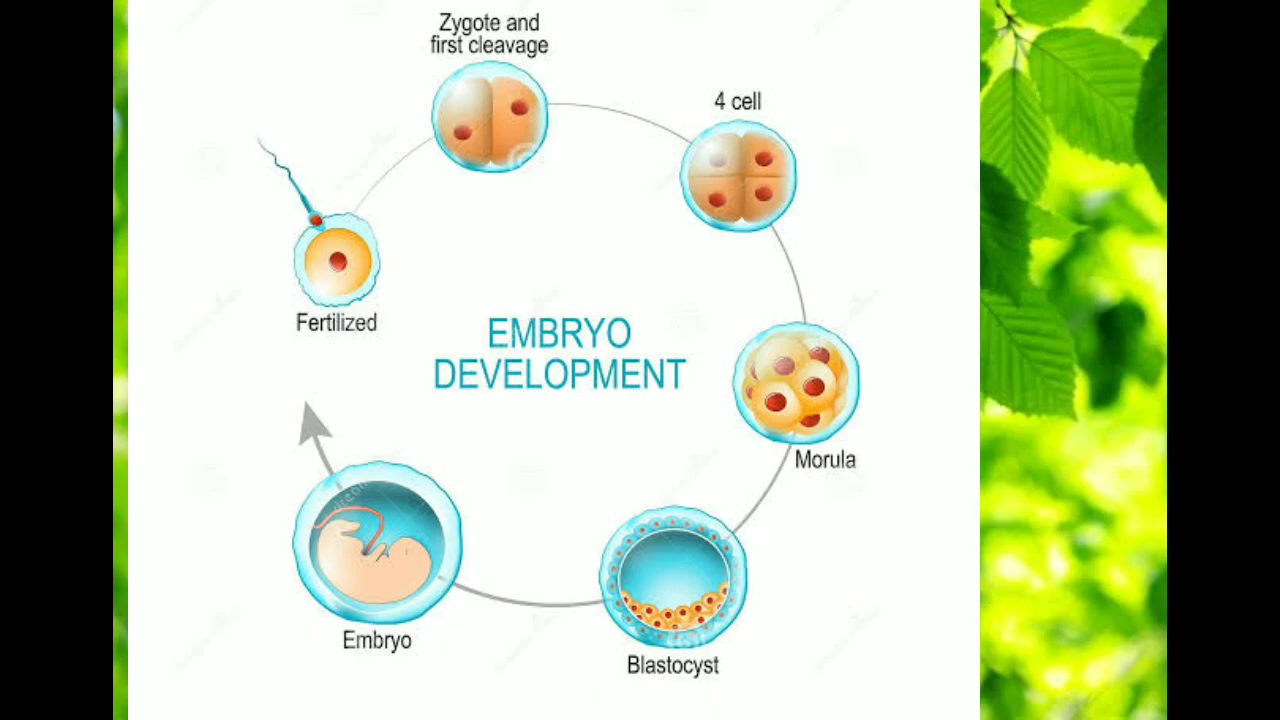 Zygote and
first cleavage
4 cell
Fertilized
EMBRYO
DEVELOPMENT
Morula
Embryo
Blastocyst